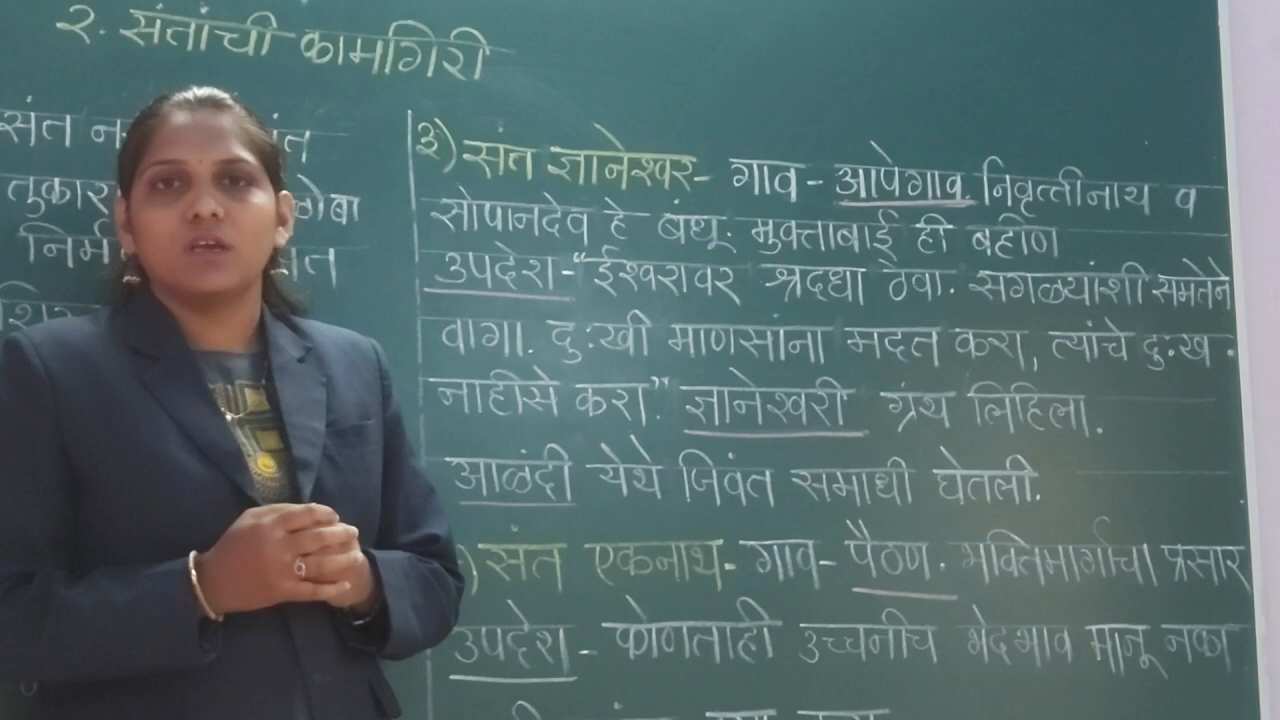 २. संतांची कामगिरी
संत
तुकार
निर्म
३) संत ज्ञानेश्वर - गाव - आपेगाव. निवृत्तीनाथ व
सोपानदेव हे बंधू. मुक्ताबाई ही बहीण
उपदेश - "ईश्वरावर श्रद्धा ठेवा. सगळ्यांशी समतेने
वागा. दुःखी माणसांना मदत करा, त्यांचे दुःख
नाहीसे करा." ज्ञानेश्वरी ग्रंथ लिहिला.
आळंदी येथे जिवंत समाधी घेतली.
) संत एकनाथ - गाव - पैठण. भक्तिमार्गाचा प्रसार
उपदेश - कोणताही उच्चनीच भेदभाव मानू नका